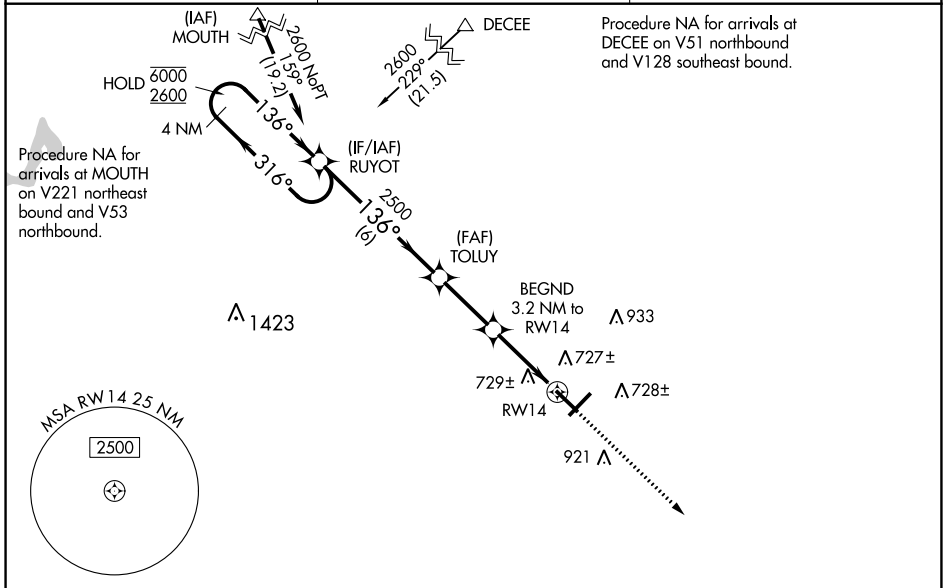 (IAF)
MOUTH
2600 NoPT
159°
(19.2)
DECEE
2600
229°
(21.5)
Procedure NA for arrivals at
DECEE on V51 northbound
and V128 southeast bound.
HOLD 6000
2600
4 NM
136°
316°
(IF/IAF)
RUYOT
Procedure NA for
arrivals at MOUTH
on V221 northeast
bound and V53
northbound.
2500
136°
(6)
(FAF)
TOLUY
BEGND
3.2 NM to
RW14
1423
933
727±
729±
728±
RW14
921
MSA RW14 25 NM
2500